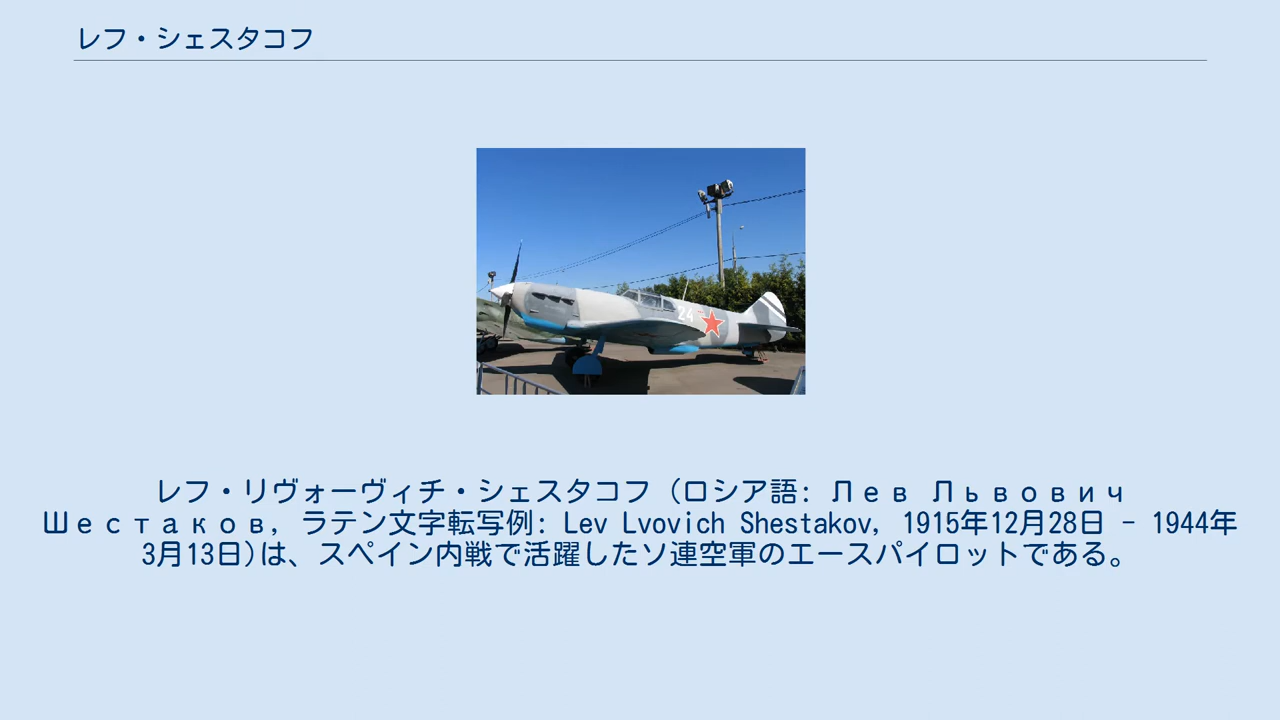 レフ・シェスタコフ
24
レフ・リヴォーヴィチ・シェスタコフ (ロシア語: Лев Львович
Шестаков, ラテン文字転写例: Lev Lvovich Shestakov, 1915年12月28日 - 1944年
3月13日)は、スペイン内戦で活躍したソ連空軍のエースパイロットである。